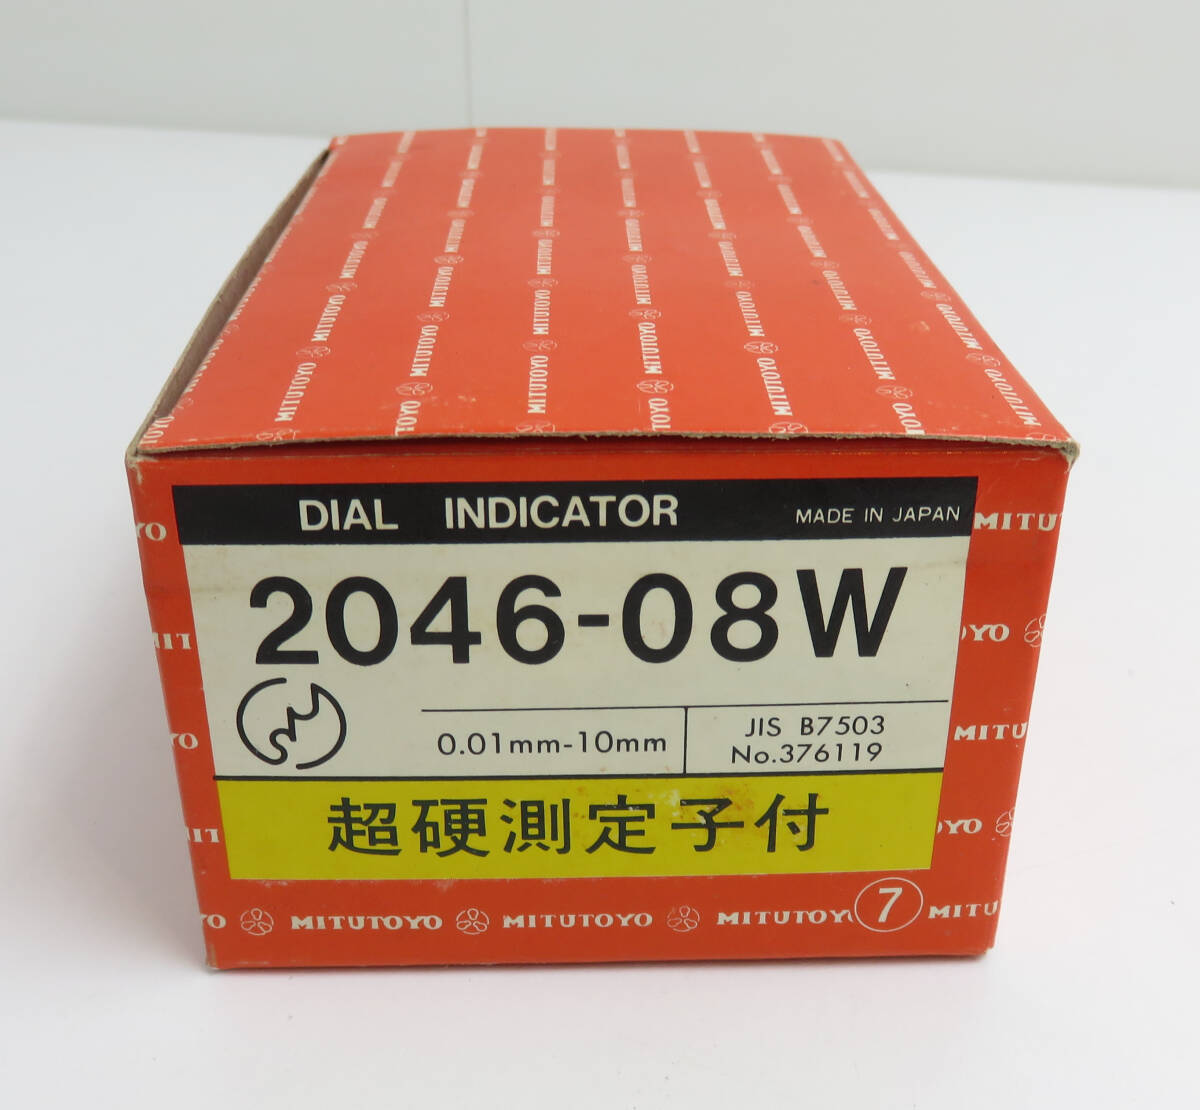 DIAL INDICATOR MADE IN JAPAN
2046-08W
0.01mm-10mm
JIS B7503
No.376119
超硬測定子付
MITUTOYO MITUTOYO MITUTOYO MITU
7